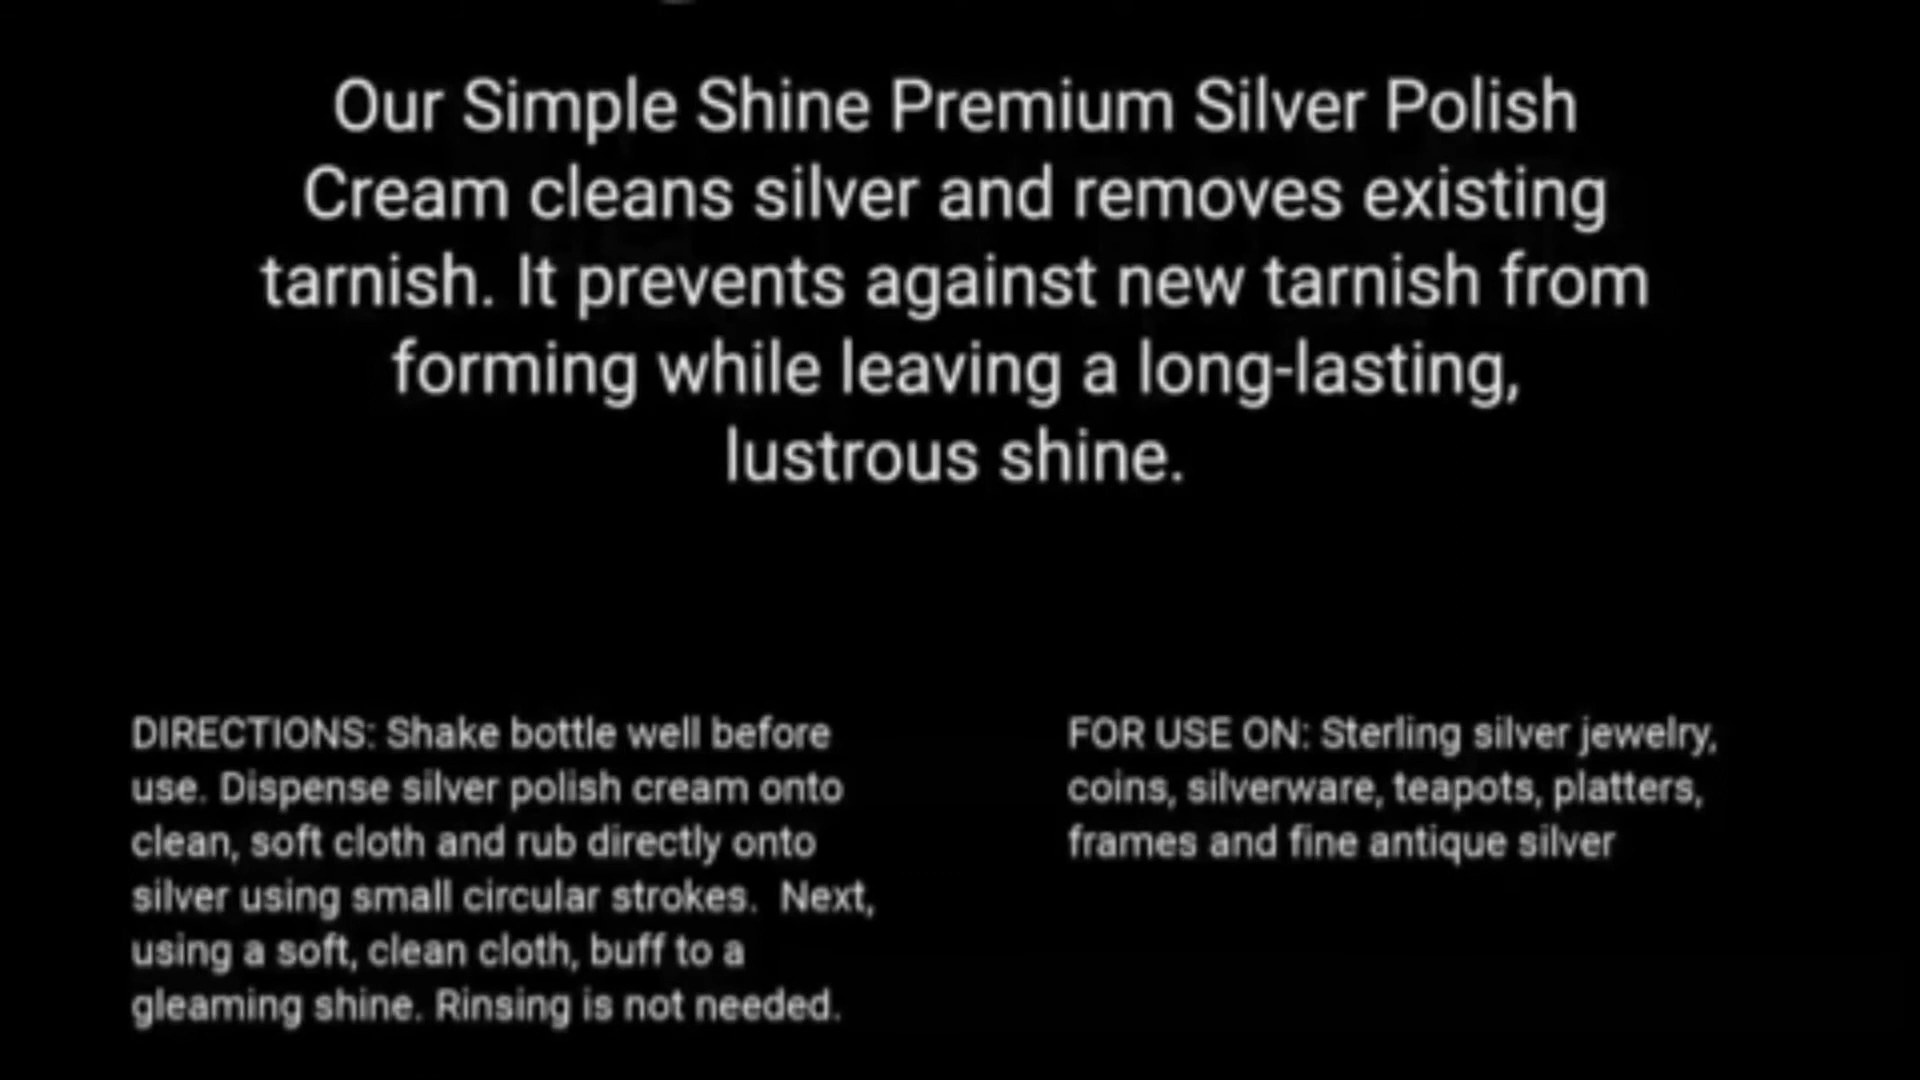 Our Simple Shine Premium Silver Polish
Cream cleans silver and removes existing
tarnish. It prevents against new tarnish from
forming while leaving a long-lasting,
lustrous shine.
DIRECTIONS: Shake bottle well before
use. Dispense silver polish cream onto
clean, soft cloth and rub directly onto
silver using small circular strokes.  Next,
using a soft, clean cloth, buff to a
gleaming shine. Rinsing is not needed.
FOR USE ON: Sterling silver jewelry,
coins, silverware, teapots, platters,
frames and fine antique silver